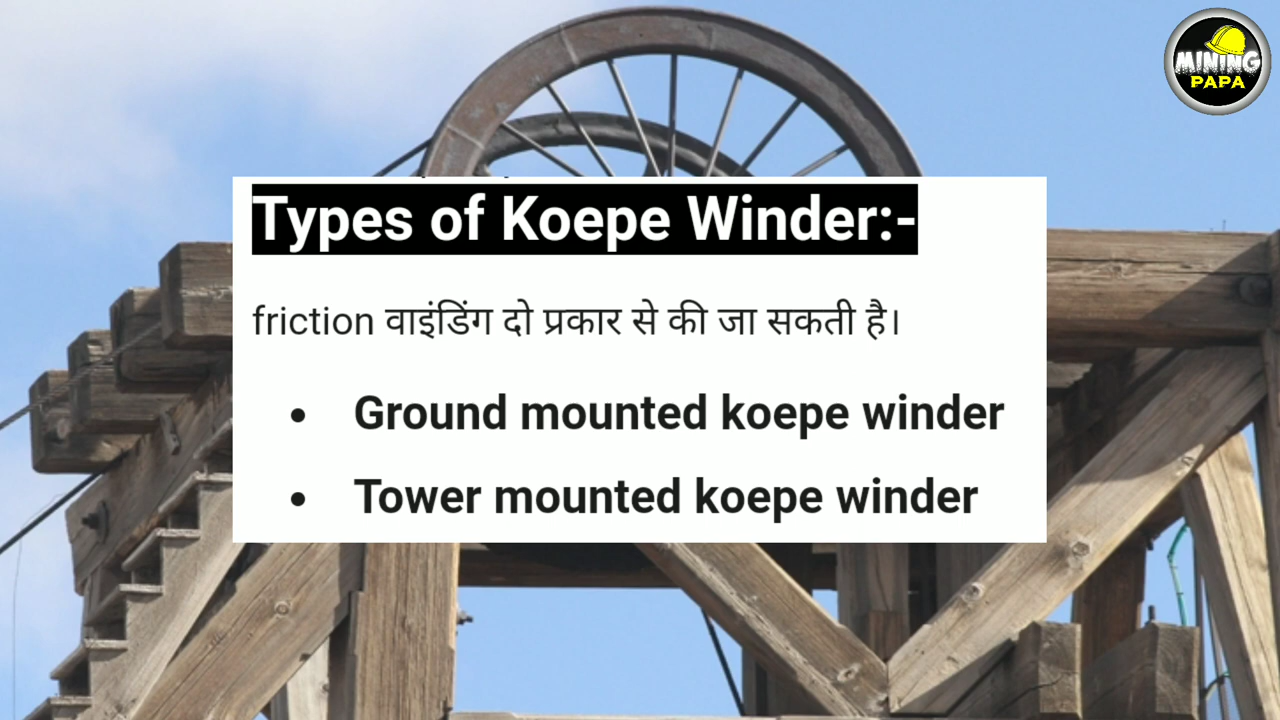 MINING
PAPA
Types of Koepe Winder:-
friction वाइंडिंग दो प्रकार से की जा सकती है।
• Ground mounted koepe winder
• Tower mounted koepe winder